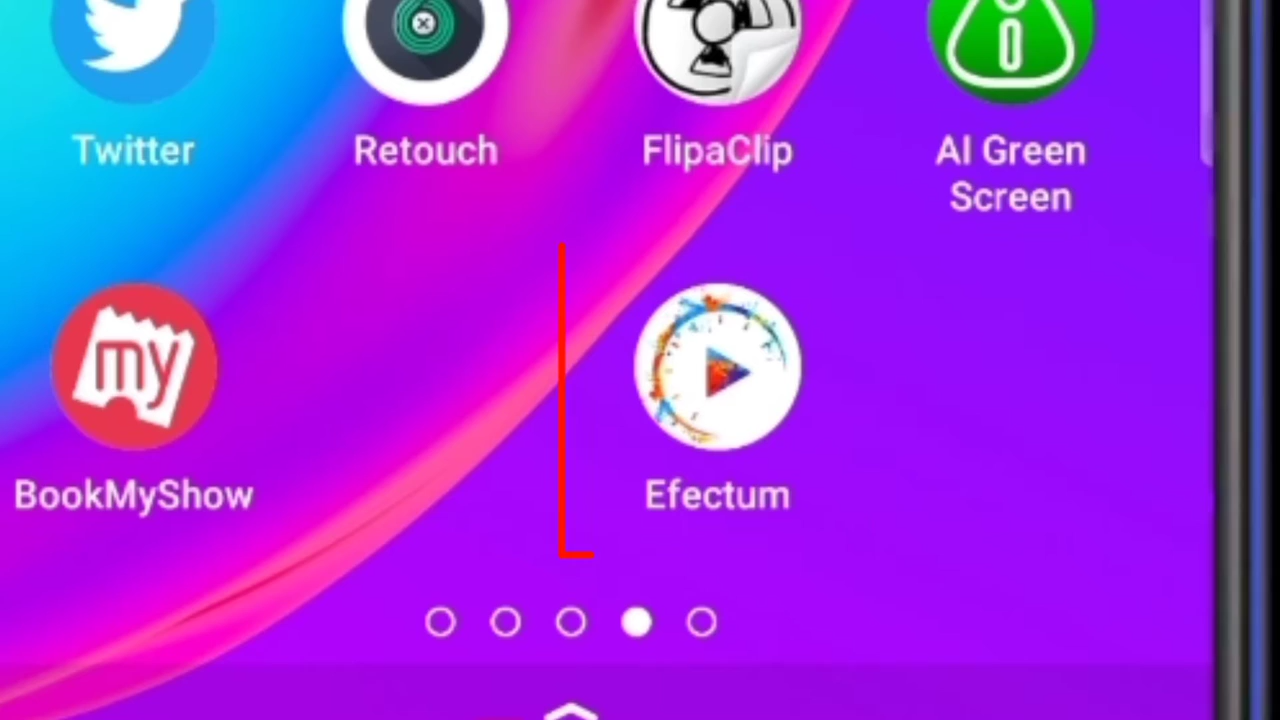 Twitter
Retouch
FlipaClip
AI Green
Screen
my
BookMyShow
Efectum